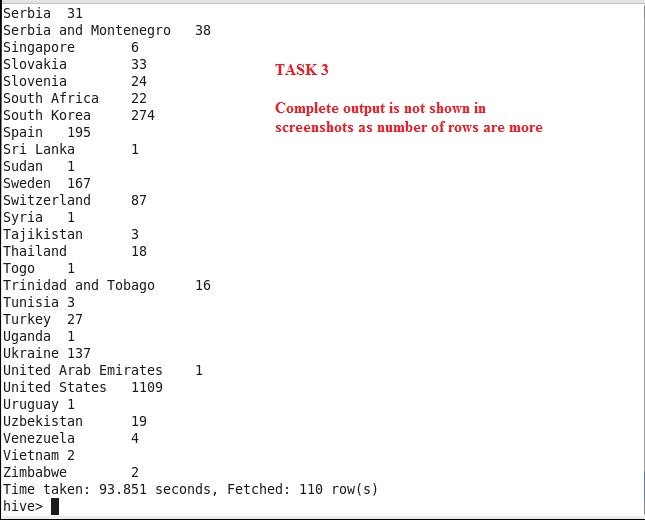 Serbia 31
Serbia and Montenegro 38
Singapore 6
Slovakia 33
Slovenia 24
South Africa 22
South Korea 274
Spain 195
Sri Lanka 1
Sudan 1
Sweden 167
Switzerland 87
Syria 1
Tajikistan 3
Thailand 18
Togo 1
Trinidad and Tobago 16
Tunisia 3
Turkey 27
Uganda 1
Ukraine 137
United Arab Emirates 1
United States 1109
Uruguay 1
Uzbekistan 19
Venezuela 4
Vietnam 2
Zimbabwe 2
Time taken: 93.851 seconds, Fetched: 110 row(s)
hive>
TASK 3
Complete output is not shown in
screenshots as number of rows are more